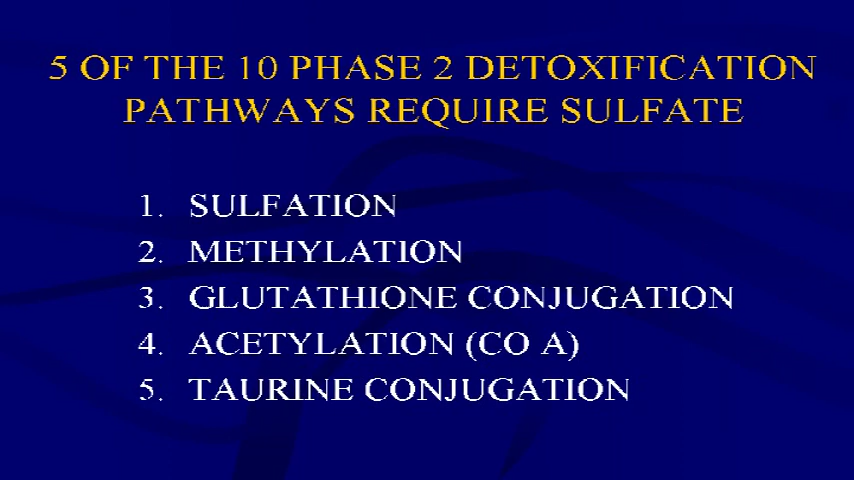 5 OF THE 10 PHASE 2 DETOXIFICATION
PATHWAYS REQUIRE SULFATE
1. SULFATION
2. METHYLATION
3. GLUTATHIONE CONJUGATION
4. ACETYLATION (CO A)
5. TAURINE CONJUGATION